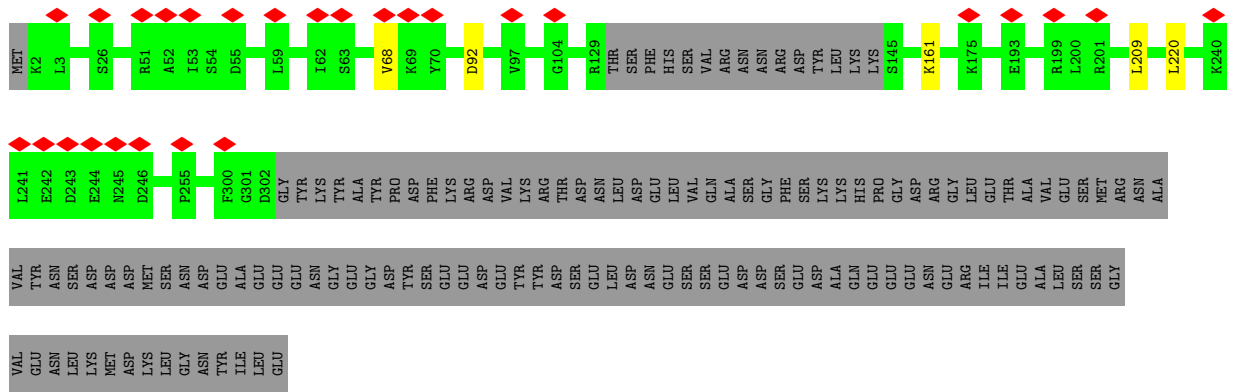 MET K2 L3 S26 R51 A52 I53 S54 D55 L59 I62 S63 V68 K69 Y70 D92 V97 G104 R129 THR SER PHE HIS SER VAL ARG ASN ASN ARG ASP TYR LEU LYS LYS S145 K161 K175 E193 R199 L200 R201 L209 L220 K240
L241 E242 D243 E244 N245 D246 P255 F300 G301 D302 GLY TYR LYS TYR ALA TYR PRO ASP PHE LYS ARG ASP VAL LYS ARG THR ASP ASN LEU ASP GLU LEU VAL GLN ALA SER GLY PHE SER LYS LYS HIS PRO GLY ASP ARG GLY LEU GLU THR ALA VAL GLU SER MET ARG ASN ALA
VAL TYR ASN SER ASP ASP ASP MET SER ASN ASP GLU ALA GLU GLU GLU ASN GLY GLU GLY ASP TYR SER GLU GLU ASP GLU TYR TYR ASP SER GLU LEU ASP ASN GLU SER SER GLU ASP ASP SER GLU ASP ALA GLN GLU GLU GLU ASN GLU ARG ILE ILE GLU ALA LEU SER SER GLY
VAL GLU ASN LEU LYS MET ASP LYS LEU GLY ASN TYR ILE LEU GLU